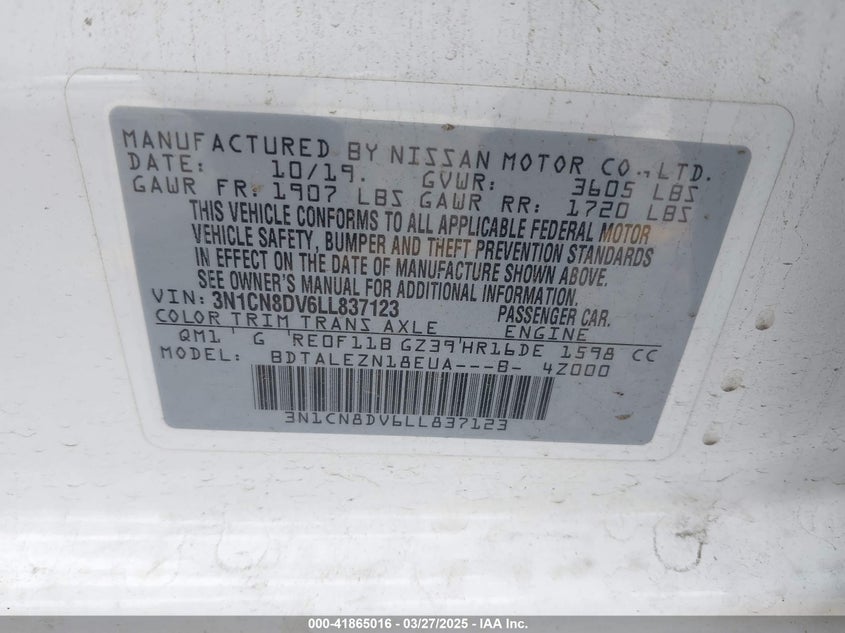 MANUFACTURED BY NISSAN MOTOR CO., LTD.
DATE: 10/19. GVWR: 3605 LBS
GAWR FR: 1907 LBS GAWR RR: 1720 LBS
THIS VEHICLE CONFORMS TO ALL APPLICABLE FEDERAL MOTOR
VEHICLE SAFETY, BUMPER AND THEFT PREVENTION STANDARDS
IN EFFECT ON THE DATE OF MANUFACTURE SHOWN ABOVE.
SEE OWNER'S MANUAL FOR ADDITIONAL INFORMATION.
VIN: 3N1CN8DV6LL837123 PASSENGER CAR.
COLOR TRIM TRANS AXLE ENGINE
QM1 ' G 'RE0F11B GZ39'HR16DE 1598 CC
MODEL: BDTALEZN18EUA---B- 4Z000
3N1CN8DV6LL837123
000-41865016 - 03/27/2025 - IAA Inc.